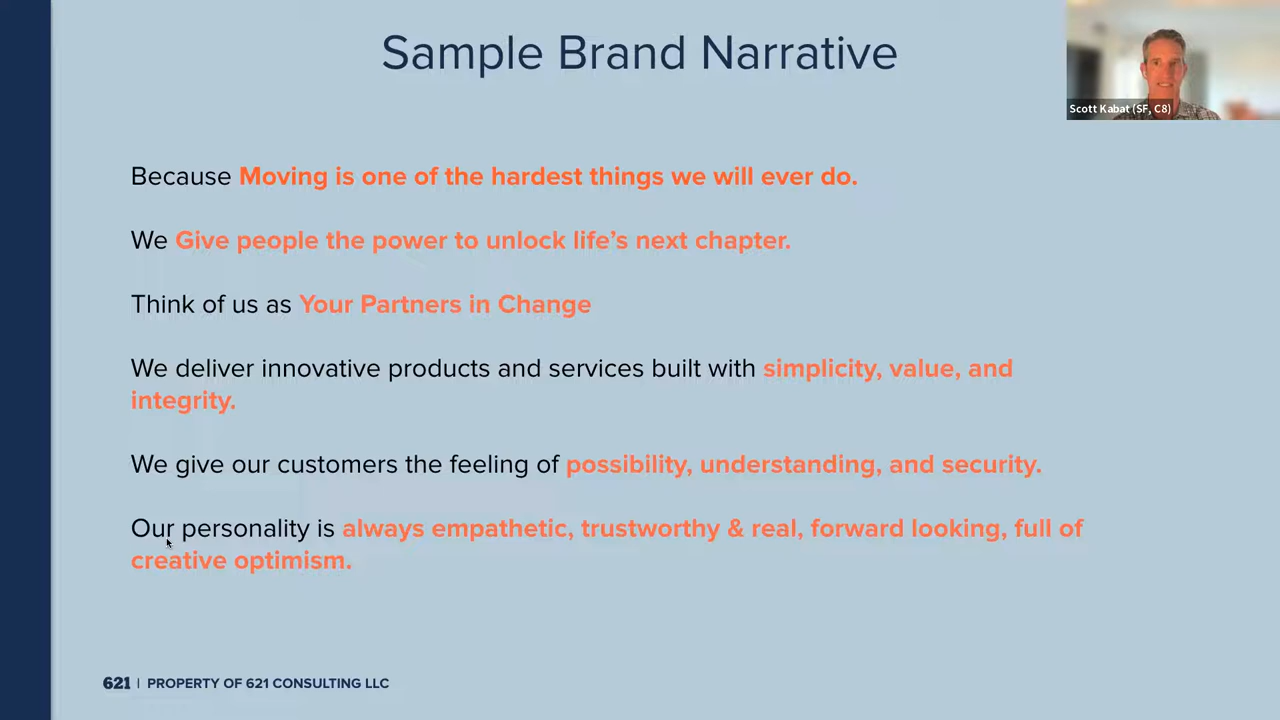 Sample Brand Narrative
Scott Kabat (SF, C8)
Because Moving is one of the hardest things we will ever do.
We Give people the power to unlock life's next chapter.
Think of us as Your Partners in Change
We deliver innovative products and services built with simplicity, value, and
integrity.
We give our customers the feeling of possibility, understanding, and security.
Our personality is always empathetic, trustworthy & real, forward looking, full of
creative optimism.
621 | PROPERTY OF 621 CONSULTING LLC